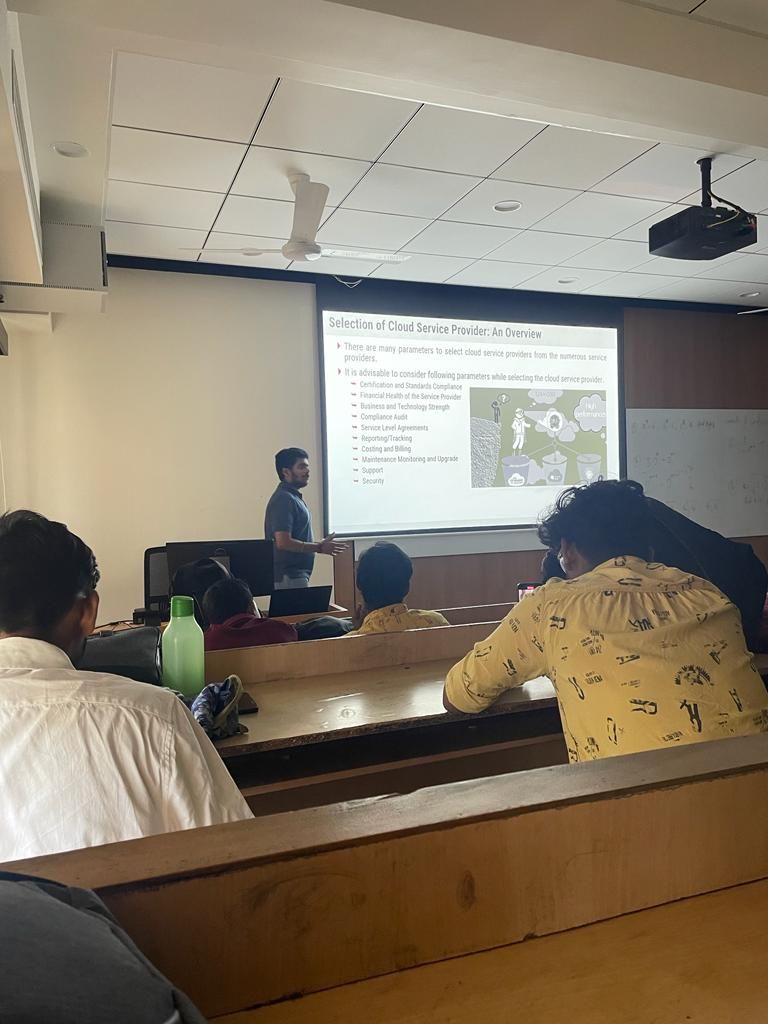 Selection of Cloud Service Provider: An Overview
There are many parameters to select cloud service providers from the numerous service
providers.
It is advisable to consider following parameters while selecting the cloud service provider.
Certification and Standards Compliance
Financial Health of the Service Provider
Business and Technology Strength
Compliance Audit
Service Level Agreements
Reporting/Tracking
Costing and Billing
Maintenance Monitoring and Upgrade
Support
Security
High
performance